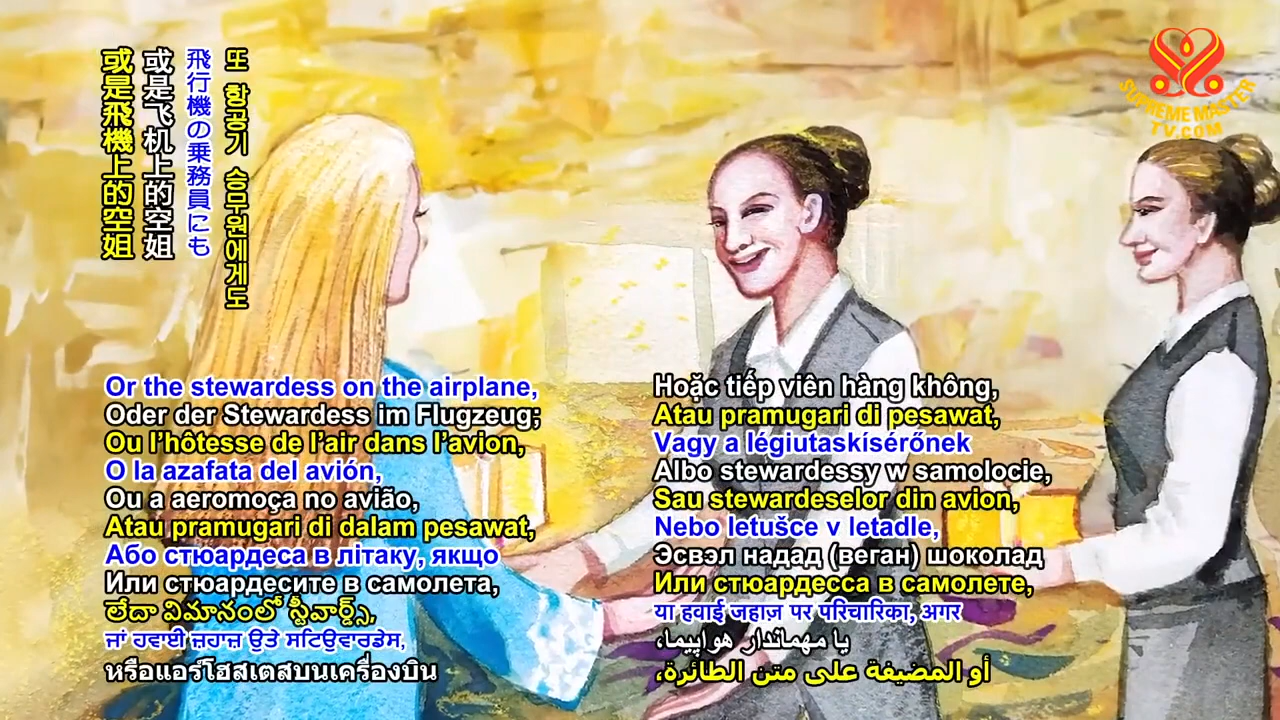 或是飛機上的空姐
或是飞机上的空姐
飛行機の乗務員にも
또 항공기 승무원에게도
SUPREME MASTER
TV.COM
Or the stewardess on the airplane,
Oder der Stewardess im Flugzeug;
Ou l’hôtesse de l’air dans l’avion,
O la azafata del avión,
Ou a aeromoça no avião,
Atau pramugari di dalam pesawat,
Або стюардеса в літаку, якщо
Или стюардесите в самолета,
లేదా విమానంలో స్టీవార్డ్స్,
ਜਾਂ ਹਵਾਈ ਜ਼ਹਾਜ਼ ਉਤੇ ਸਟਿਉਵਾਰਡੇਸ,
หรือแอร์โฮสเตสบนเครื่องบิน
Hoặc tiếp viên hàng không,
Atau pramugari di pesawat,
Vagy a légiutaskísérőnek
Albo stewardessy w samolocie,
Sau stewardeselor din avion,
Nebo letušce v letadle,
Эсвэл надад (веган) шоколад
Или стюардесса в самолете,
या हवाई जहाज़ पर परिचारिका, अगर
یا مهماندار هواپیما،
أو المضيفة على متن الطائرة،